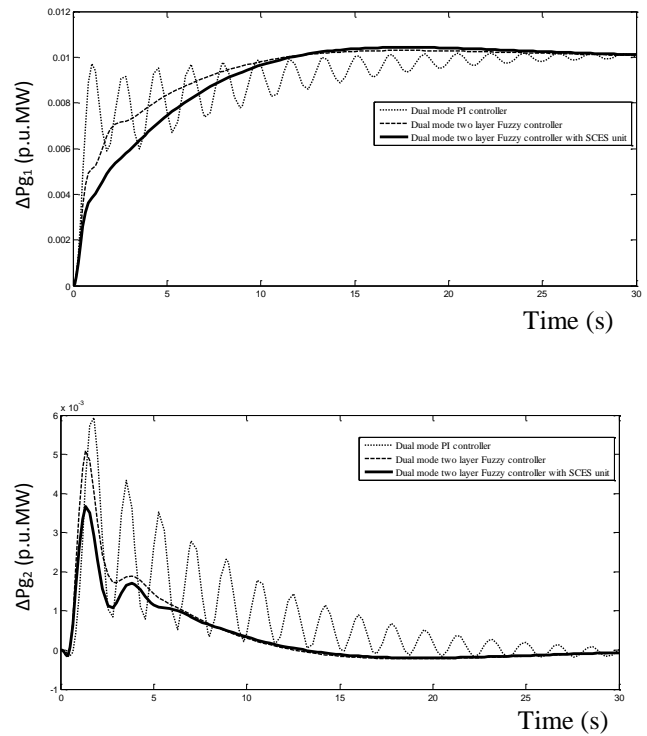 0.012
0.010
0.008
0.006
0.004
0.002
0
ΔPg₁ (p.u.MW)
Dual mode PI controller
Dual mode two layer Fuzzy controller
Dual mode two layer Fuzzy controller with SCES unit
0 5 10 15 20 25 30
Time (s)
x 10⁻³
6
5
4
3
2
1
0
-1
ΔPg₂ (p.u.MW)
Dual mode PI controller
Dual mode two layer Fuzzy controller
Dual mode two layer Fuzzy controller with SCES unit
0 5 10 15 20 25 30
Time (s)